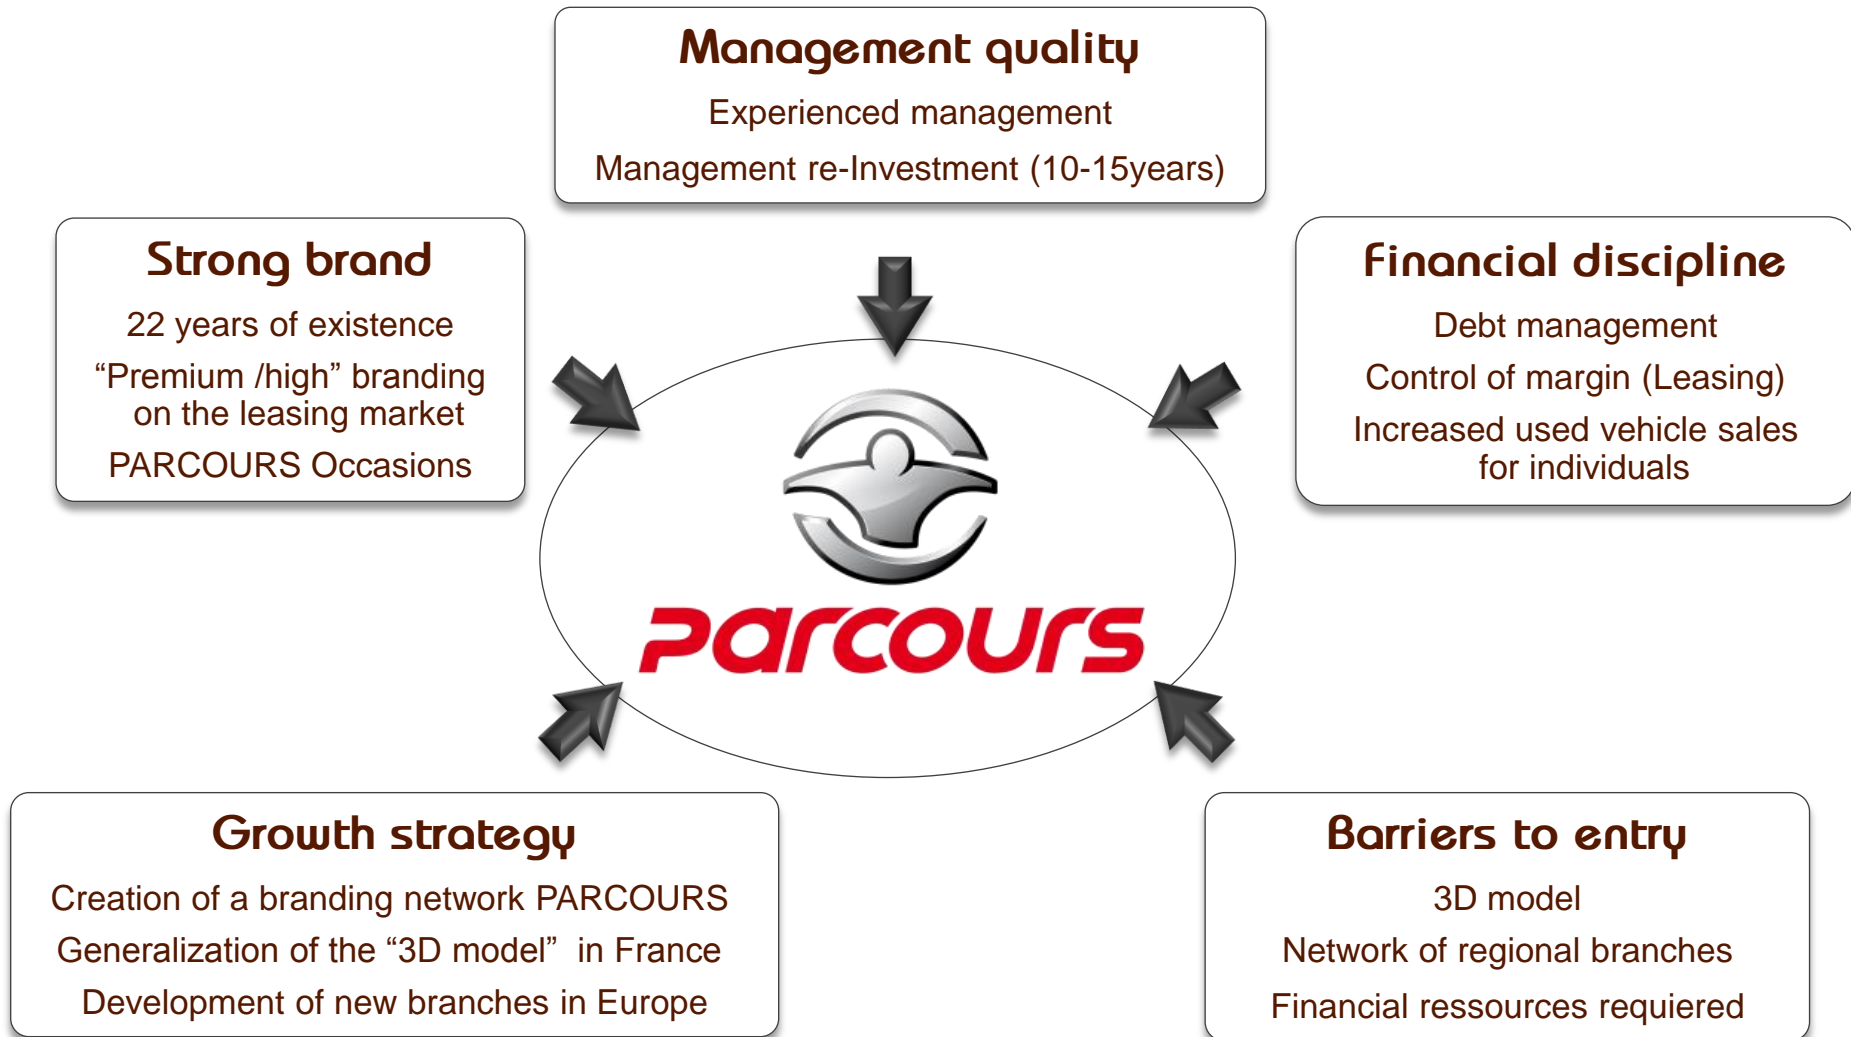 Management quality
Experienced management
Management re-Investment (10-15years)
Strong brand
22 years of existence
“Premium /high” branding
on the leasing market
PARCOURS Occasions
Financial discipline
Debt management
Control of margin (Leasing)
Increased used vehicle sales
for individuals
Parcours
Growth strategy
Creation of a branding network PARCOURS
Generalization of the “3D model” in France
Development of new branches in Europe
Barriers to entry
3D model
Network of regional branches
Financial ressources requiered